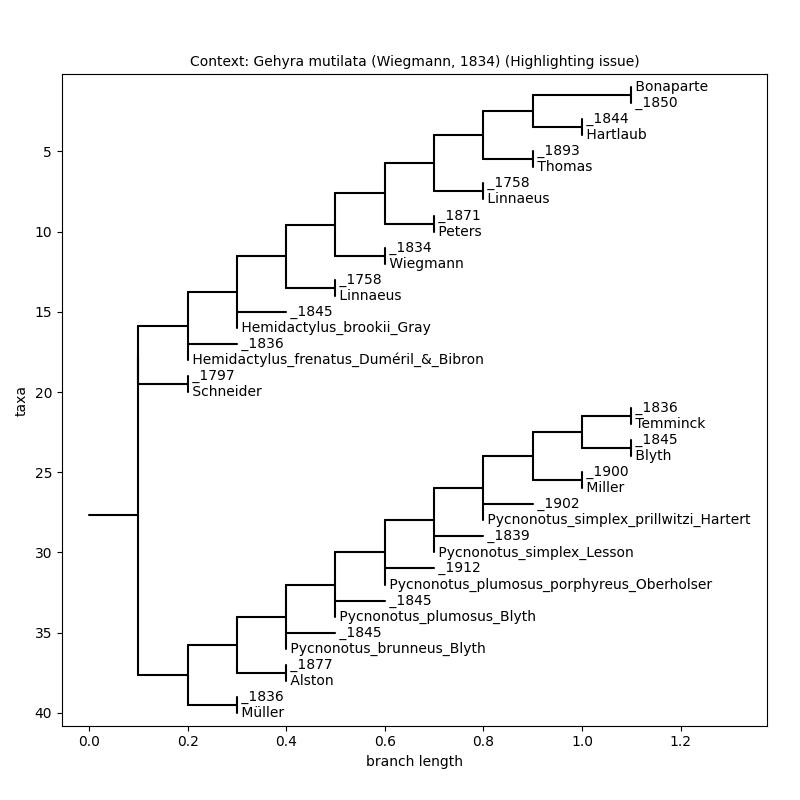 Context: Gehyra mutilata (Wiegmann, 1834) (Highlighting issue)
Bonaparte
_1850
_1844
Hartlaub
_1893
Thomas
_1758
Linnaeus
_1871
Peters
_1834
Wiegmann
_1758
Linnaeus
_1845
Hemidactylus_brookii_Gray
_1836
Hemidactylus_frenatus_Duméril_&_Bibron
_1797
Schneider
_1836
Temminck
_1845
Blyth
_1900
Miller
_1902
Pycnonotus_simplex_prillwitzi_Hartert
_1839
Pycnonotus_simplex_Lesson
_1912
Pycnonotus_plumosus_porphyreus_Oberholser
_1845
Pycnonotus_plumosus_Blyth
_1845
Pycnonotus_brunneus_Blyth
_1877
Alston
_1836
Müller
5
10
15
20
25
30
35
40
taxa
0.0 0.2 0.4 0.6 0.8 1.0 1.2
branch length